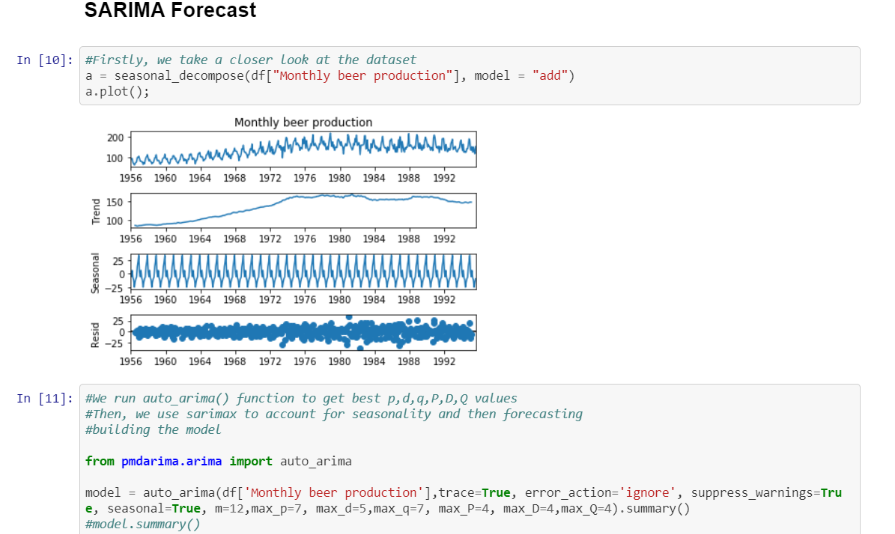 SARIMA Forecast
In [10]: #Firstly, we take a closer look at the dataset
a = seasonal_decompose(df["Monthly beer production"], model = "add")
a.plot();
Monthly beer production
200
100
1956 1960 1964 1968 1972 1976 1980 1984 1988 1992
Trend
150
100
1956 1960 1964 1968 1972 1976 1980 1984 1988 1992
Seasonal
25
0
−25
1956 1960 1964 1968 1972 1976 1980 1984 1988 1992
Resid
25
0
−25
1956 1960 1964 1968 1972 1976 1980 1984 1988 1992
In [11]: #We run auto_arima() function to get best p,d,q,P,D,Q values
#Then, we use sarimax to account for seasonality and then forecasting
#building the model
from pmdarima.arima import auto_arima
model = auto_arima(df['Monthly beer production'],trace=True, error_action='ignore', suppress_warnings=Tru
e, seasonal=True, m=12,max_p=7, max_d=5,max_q=7, max_P=4, max_D=4,max_Q=4).summary()
#model.summary()